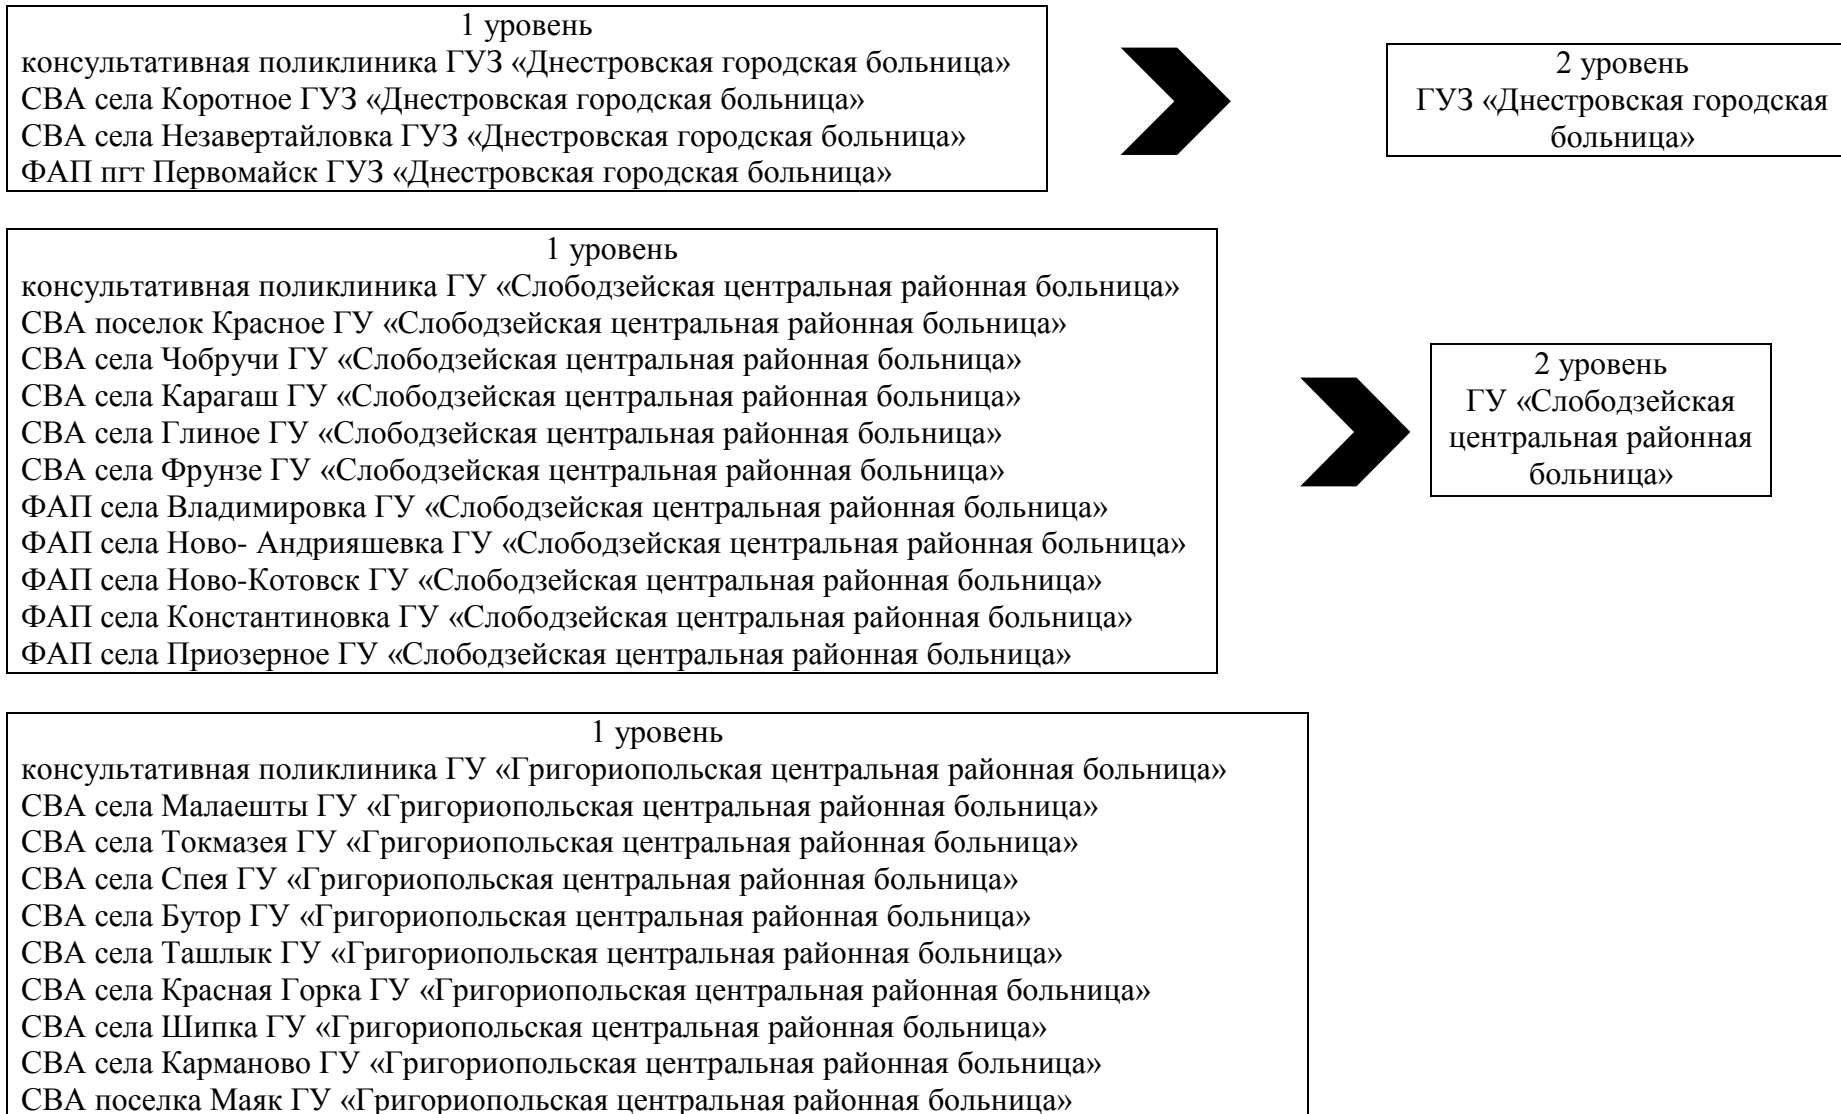 1 уровень
консультативная поликлиника ГУЗ «Днестровская городская больница»
СВА села Коротное ГУЗ «Днестровская городская больница»
СВА села Незавертайловка ГУЗ «Днестровская городская больница»
ФАП пгт Первомайск ГУЗ «Днестровская городская больница»
2 уровень
ГУЗ «Днестровская городская
больница»
1 уровень
консультативная поликлиника ГУ «Слободзейская центральная районная больница»
СВА поселок Красное ГУ «Слободзейская центральная районная больница»
СВА села Чобручи ГУ «Слободзейская центральная районная больница»
СВА села Карагаш ГУ «Слободзейская центральная районная больница»
СВА села Глиное ГУ «Слободзейская центральная районная больница»
СВА села Фрунзе ГУ «Слободзейская центральная районная больница»
ФАП села Владимировка ГУ «Слободзейская центральная районная больница»
ФАП села Ново- Андрияшевка ГУ «Слободзейская центральная районная больница»
ФАП села Ново-Котовск ГУ «Слободзейская центральная районная больница»
ФАП села Константиновка ГУ «Слободзейская центральная районная больница»
ФАП села Приозерное ГУ «Слободзейская центральная районная больница»
2 уровень
ГУ «Слободзейская
центральная районная
больница»
1 уровень
консультативная поликлиника ГУ «Григориопольская центральная районная больница»
СВА села Малаешты ГУ «Григориопольская центральная районная больница»
СВА села Токмазея ГУ «Григориопольская центральная районная больница»
СВА села Спея ГУ «Григориопольская центральная районная больница»
СВА села Бутор ГУ «Григориопольская центральная районная больница»
СВА села Ташлык ГУ «Григориопольская центральная районная больница»
СВА села Красная Горка ГУ «Григориопольская центральная районная больница»
СВА села Шипка ГУ «Григориопольская центральная районная больница»
СВА села Карманово ГУ «Григориопольская центральная районная больница»
СВА поселка Маяк ГУ «Григориопольская центральная районная больница»